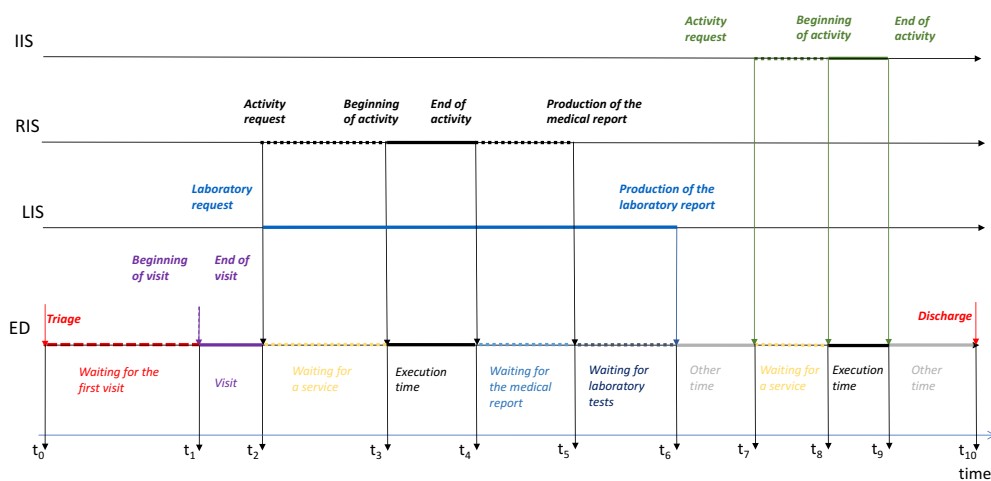 Activity
request
Beginning
of activity
End of
activity
IIS
Activity
request
Beginning
of activity
End of
activity
Production of the
medical report
RIS
Laboratory
request
Production of the
laboratory report
LIS
Beginning
of visit
End of
visit
Triage
Discharge
ED
Waiting for the
first visit
Visit
Waiting for
a service
Execution
time
Waiting for
the medical
report
Waiting for
laboratory
tests
Other
time
Waiting for
a service
Execution
time
Other
time
t0
t1
t2
t3
t4
t5
t6
t7
t8
t9
t10
time